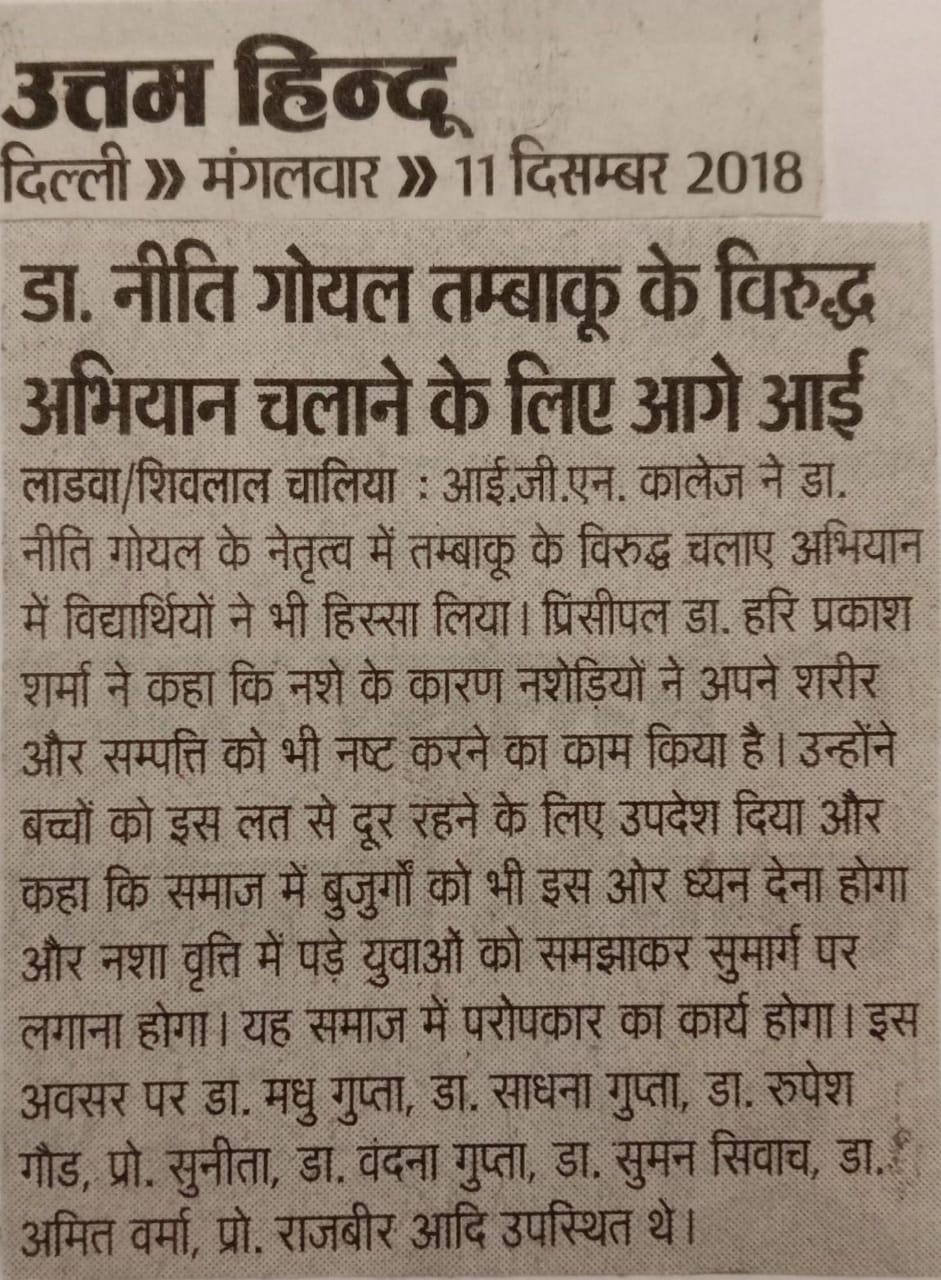 उत्तम हिन्दू
दिल्ली » मंगलवार » 11 दिसम्बर 2018
डा. नीति गोयल तम्बाकू के विरुद्ध
अभियान चलाने के लिए आगे आई
लाडवा/शिवलाल चालिया : आई.जी.एन. कालेज ने डा.
नीति गोयल के नेतृत्व में तम्बाकू के विरुद्ध चलाए अभियान
में विद्यार्थियों ने भी हिस्सा लिया। प्रिंसीपल डा. हरि प्रकाश
शर्मा ने कहा कि नशे के कारण नशेड़ियों ने अपने शरीर
और सम्पत्ति को भी नष्ट करने का काम किया है। उन्होंने
बच्चों को इस लत से दूर रहने के लिए उपदेश दिया और
कहा कि समाज में बुजुर्गों को भी इस ओर ध्यन देना होगा
और नशा वृत्ति में पड़े युवाओं को समझाकर सुमार्ग पर
लगाना होगा। यह समाज में परोपकार का कार्य होगा। इस
अवसर पर डा. मधु गुप्ता, डा. साधना गुप्ता, डा. रुपेश
गौड, प्रो. सुनीता, डा. वंदना गुप्ता, डा. सुमन सिवाच, डा.
अमित वर्मा, प्रो. राजबीर आदि उपस्थित थे।